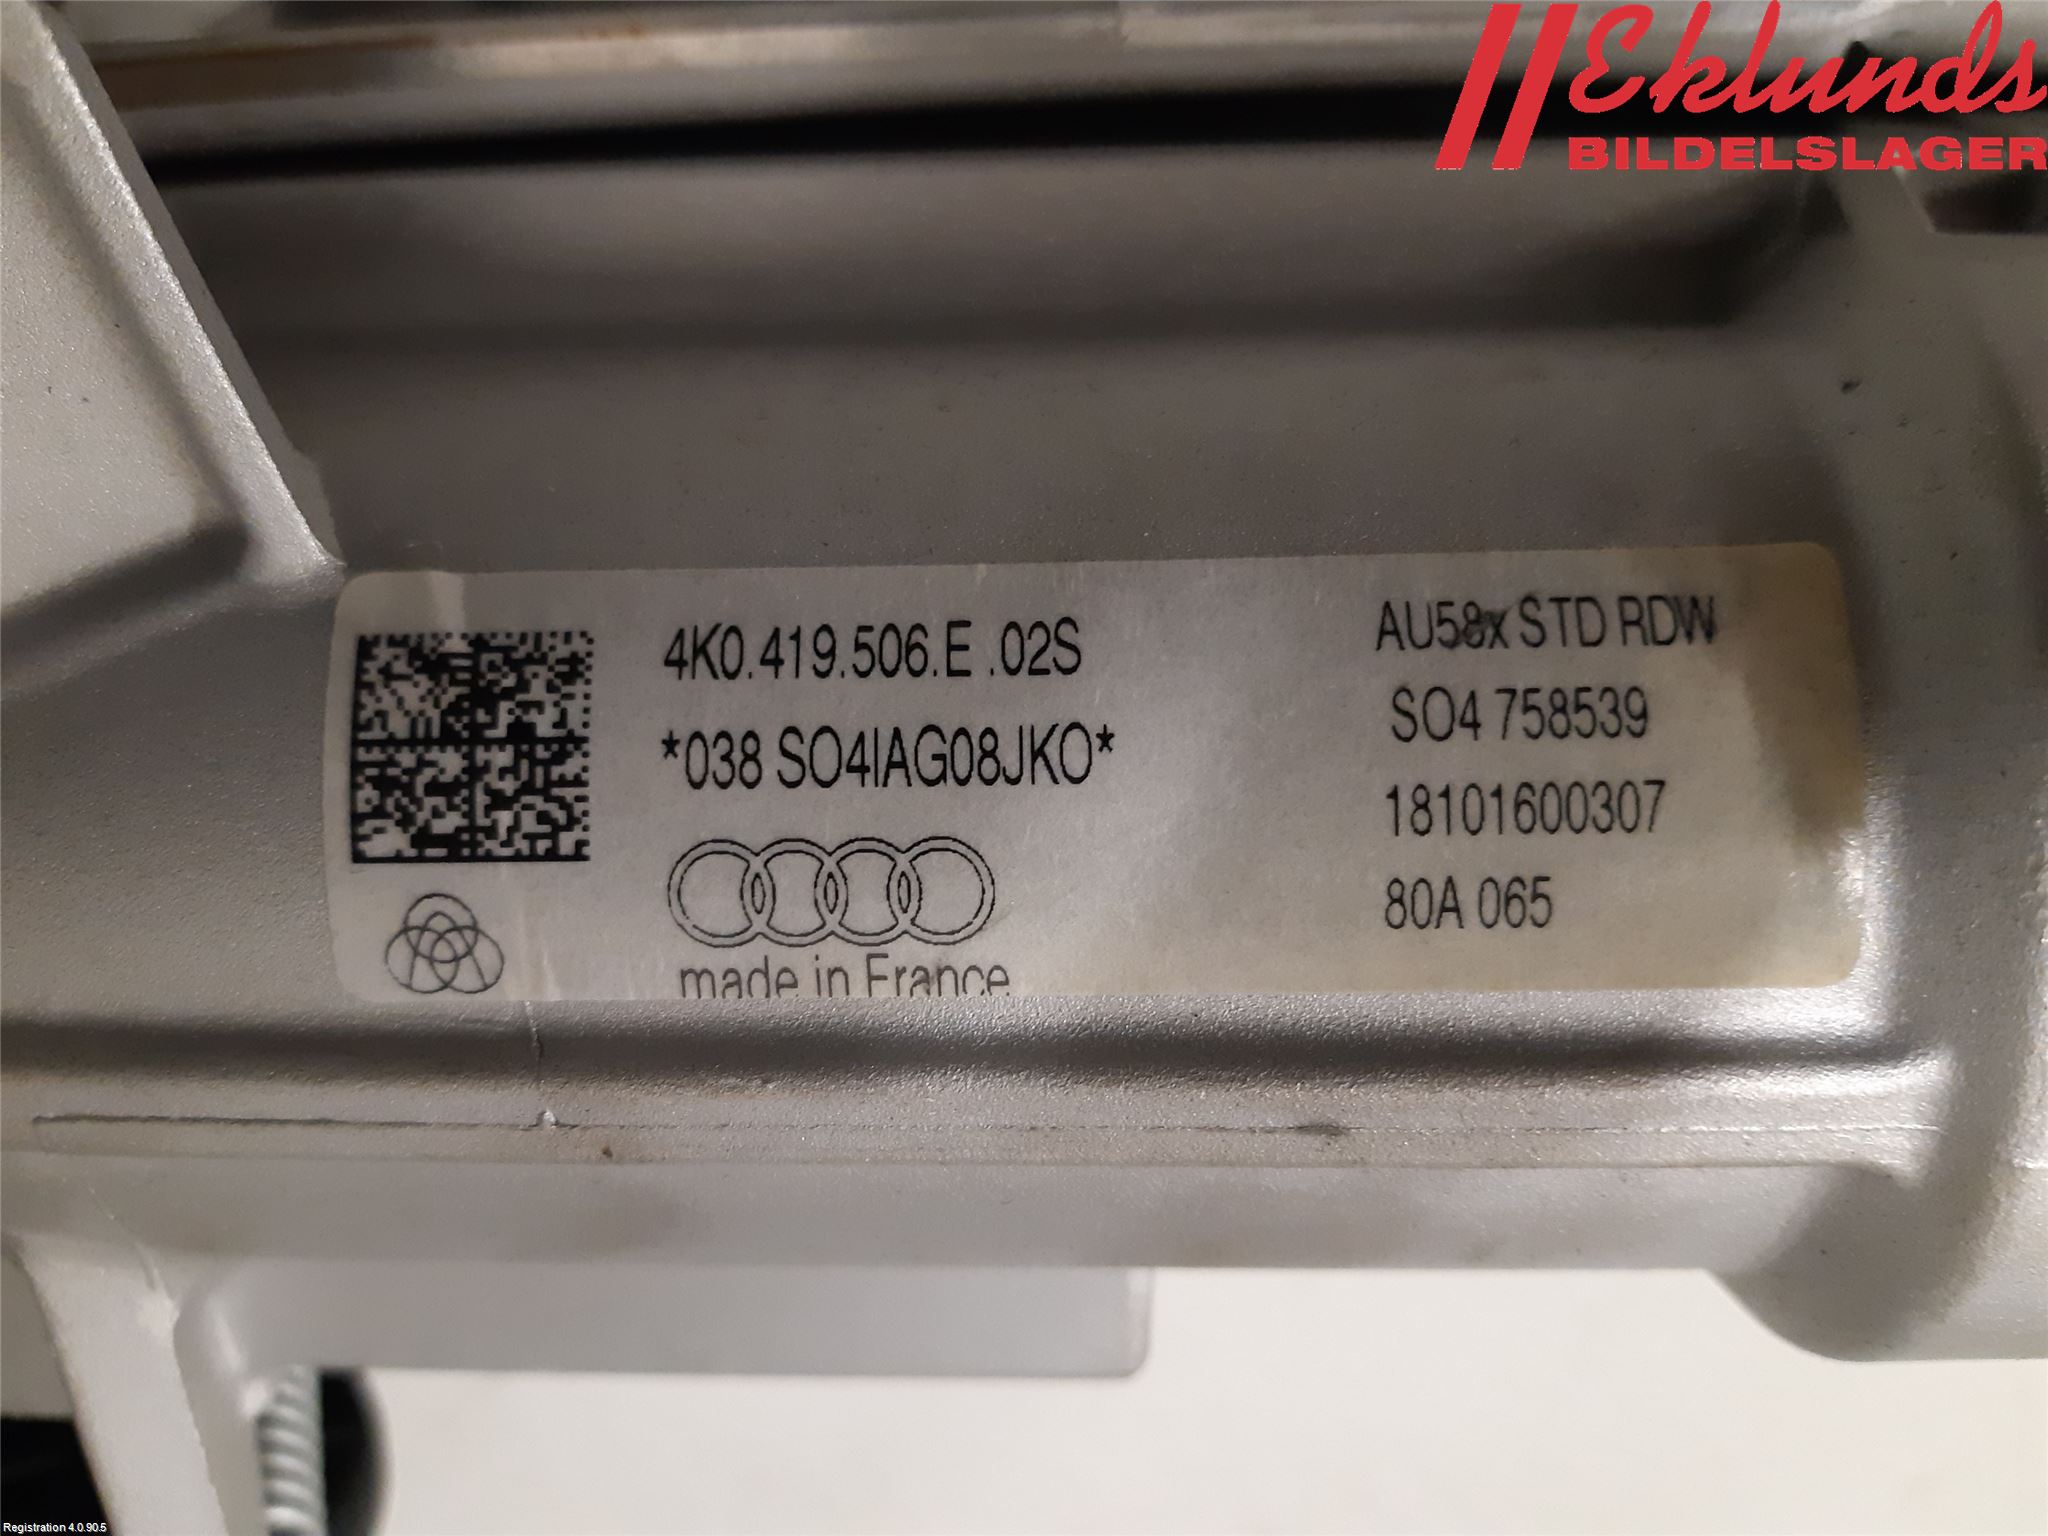 Eklunds
BILDELSLAGER
4K0.419.506.E .02S
*038 SO4IAG08JKO*
made in France
AU58x STD RDW
SO4 758539
18101600307
80A 065
Registration 4.0.90.5